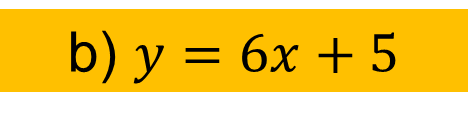 b) y = 6x + 5